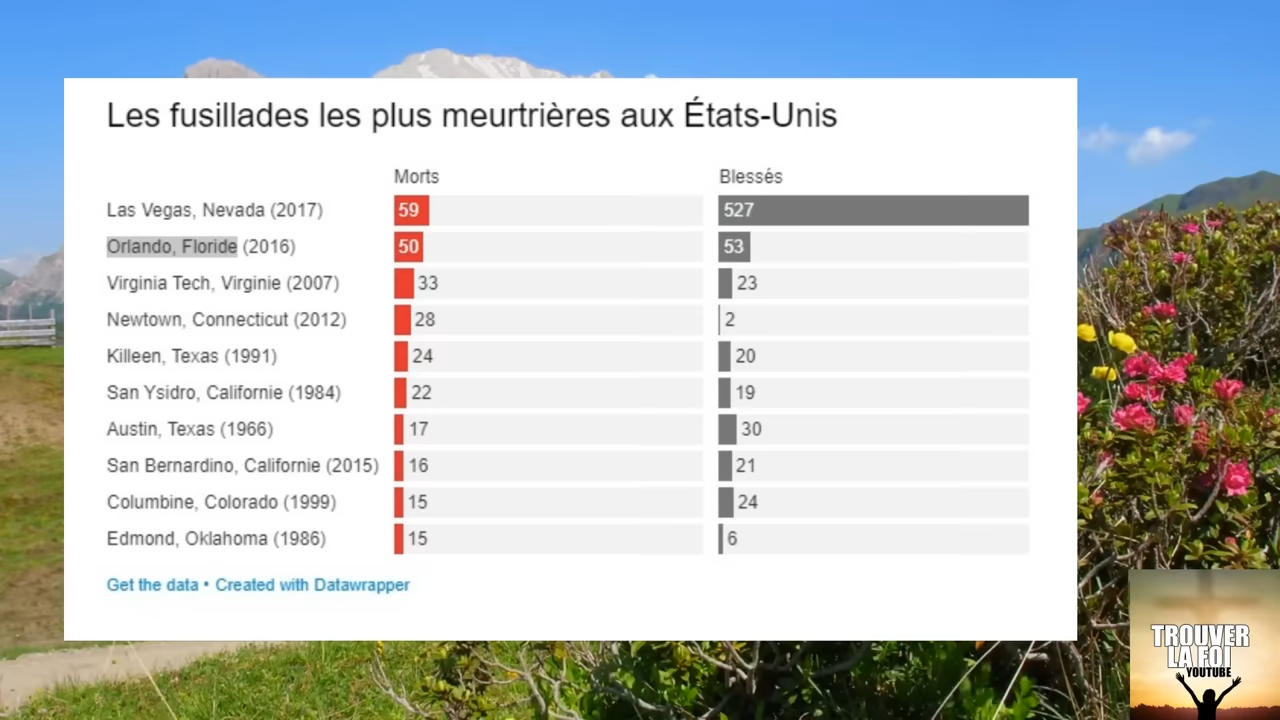 Les fusillades les plus meurtrières aux États-Unis
Morts Blessés
Las Vegas, Nevada (2017) 59 527
Orlando, Floride (2016) 50 53
Virginia Tech, Virginie (2007) 33 23
Newtown, Connecticut (2012) 28 2
Killeen, Texas (1991) 24 20
San Ysidro, Californie (1984) 22 19
Austin, Texas (1966) 17 30
San Bernardino, Californie (2015) 16 21
Columbine, Colorado (1999) 15 24
Edmond, Oklahoma (1986) 15 6
Get the data • Created with Datawrapper
TROUVER
LA FOI
YOUTUBE